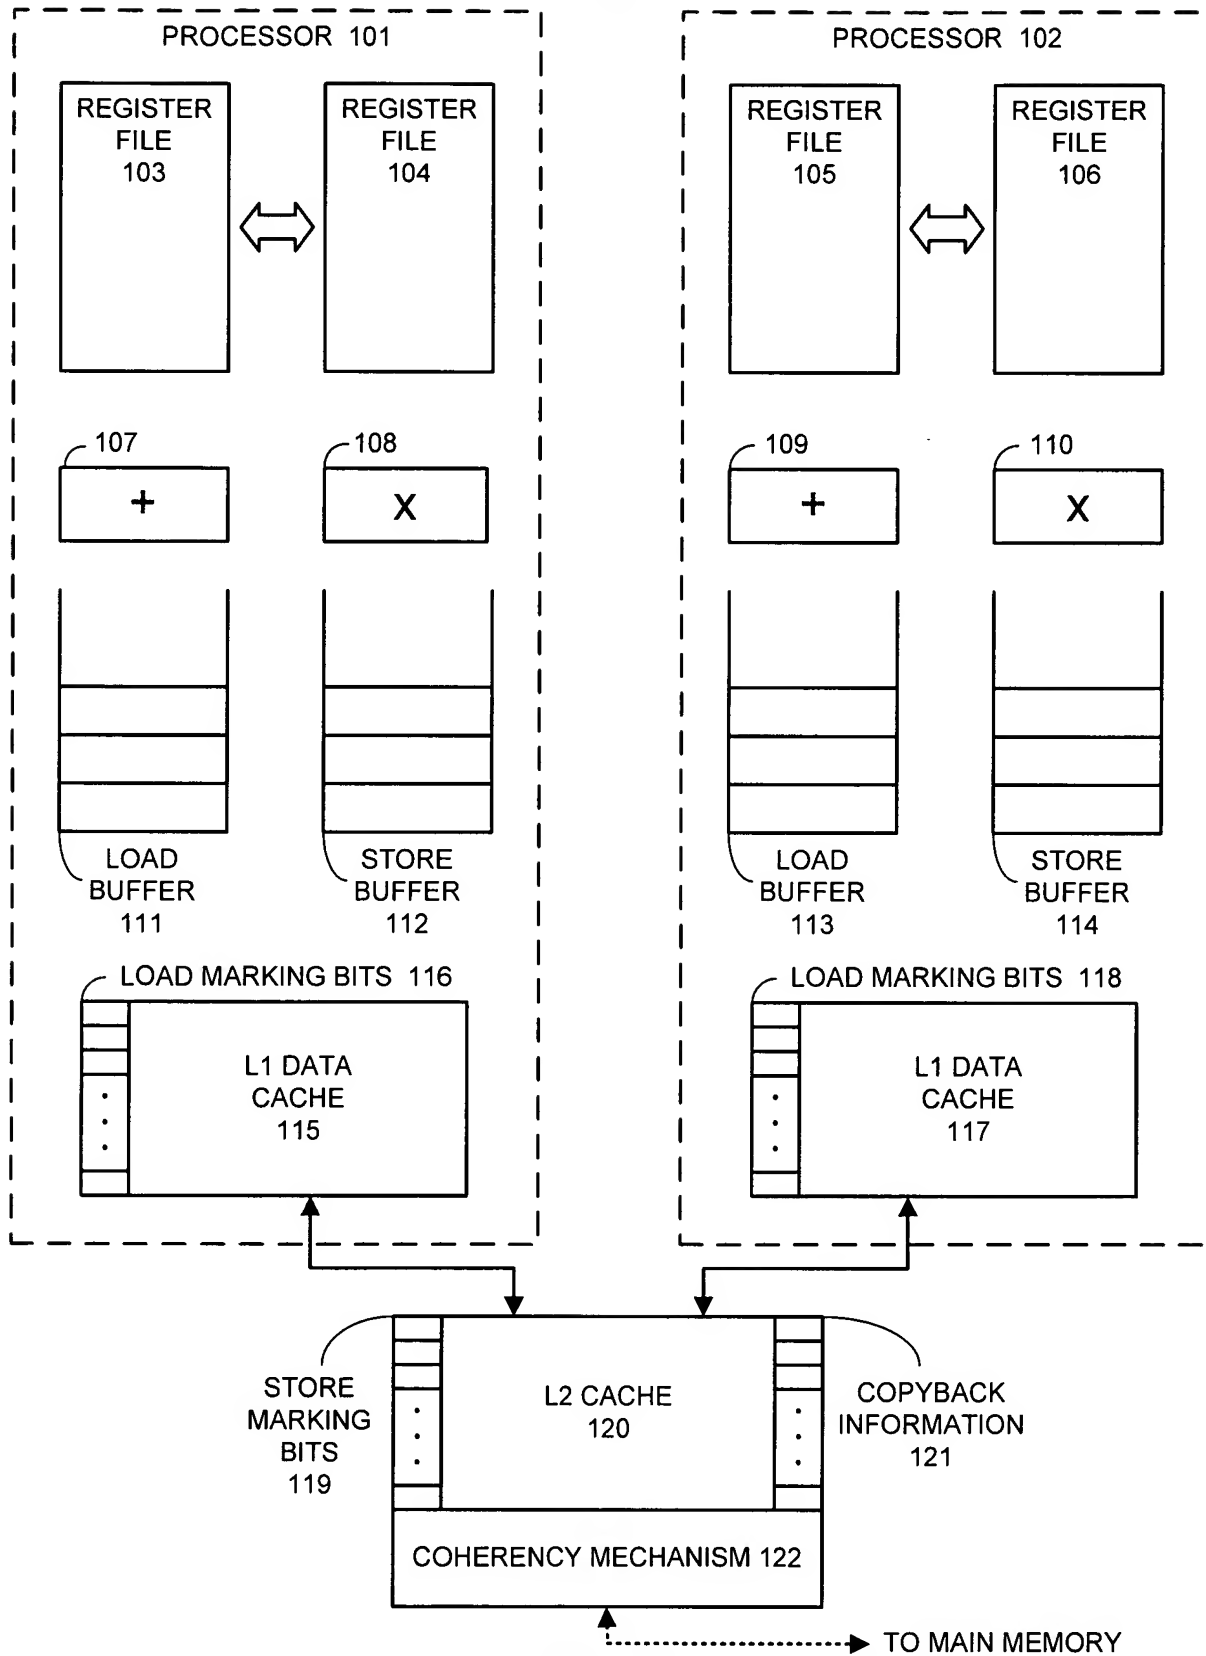 PROCESSOR 101
REGISTER
FILE
103
REGISTER
FILE
104
107
+
108
X
LOAD
BUFFER
111
STORE
BUFFER
112
LOAD MARKING BITS 116
L1 DATA
CACHE
115
PROCESSOR 102
REGISTER
FILE
105
REGISTER
FILE
106
109
+
110
X
LOAD
BUFFER
113
STORE
BUFFER
114
LOAD MARKING BITS 118
L1 DATA
CACHE
117
STORE
MARKING
BITS
119
L2 CACHE
120
COPYBACK
INFORMATION
121
COHERENCY MECHANISM 122
TO MAIN MEMORY